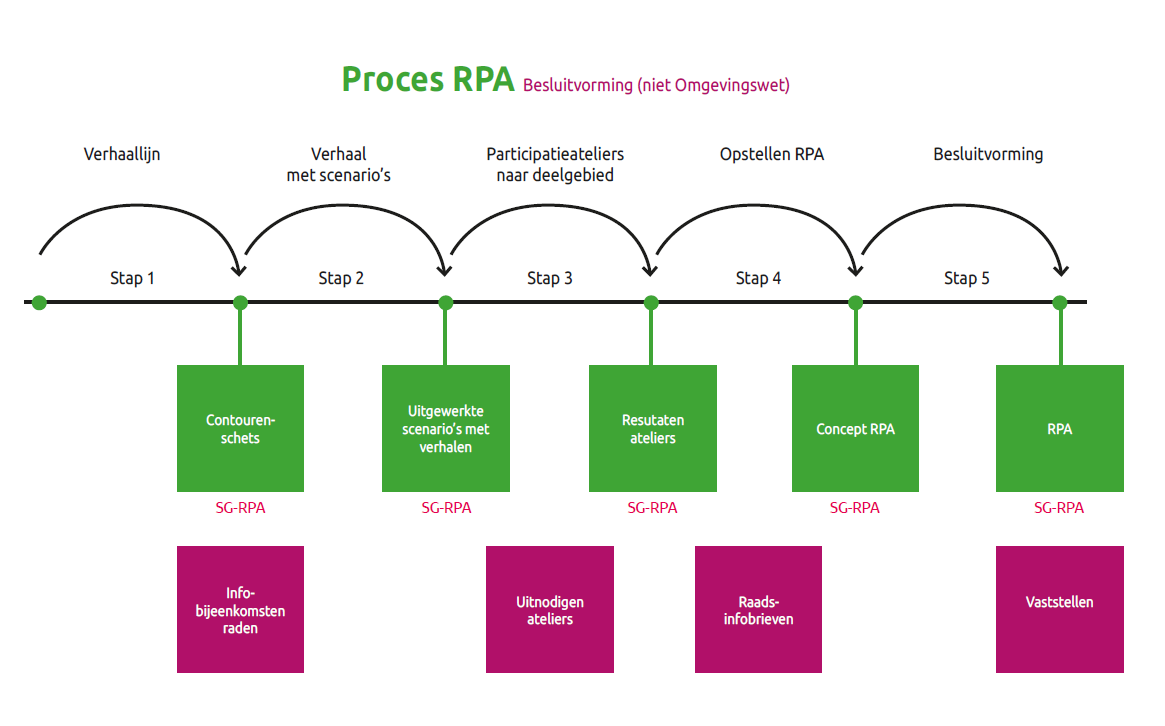 Proces RPA Besluitvorming (niet Omgevingswet)
Verhaallijn
Verhaal
met scenario's
Participatieateliers
naar deelgebied
Opstellen RPA
Besluitvorming
Stap 1
Stap 2
Stap 3
Stap 4
Stap 5
Contouren-
schets
Uitgewerkte
scenario's met
verhalen
Resutaten
ateliers
Concept RPA
RPA
SG-RPA
SG-RPA
SG-RPA
SG-RPA
SG-RPA
Info-
bijeenkomsten
raden
Uitnodigen
ateliers
Raads-
infobrieven
Vaststellen